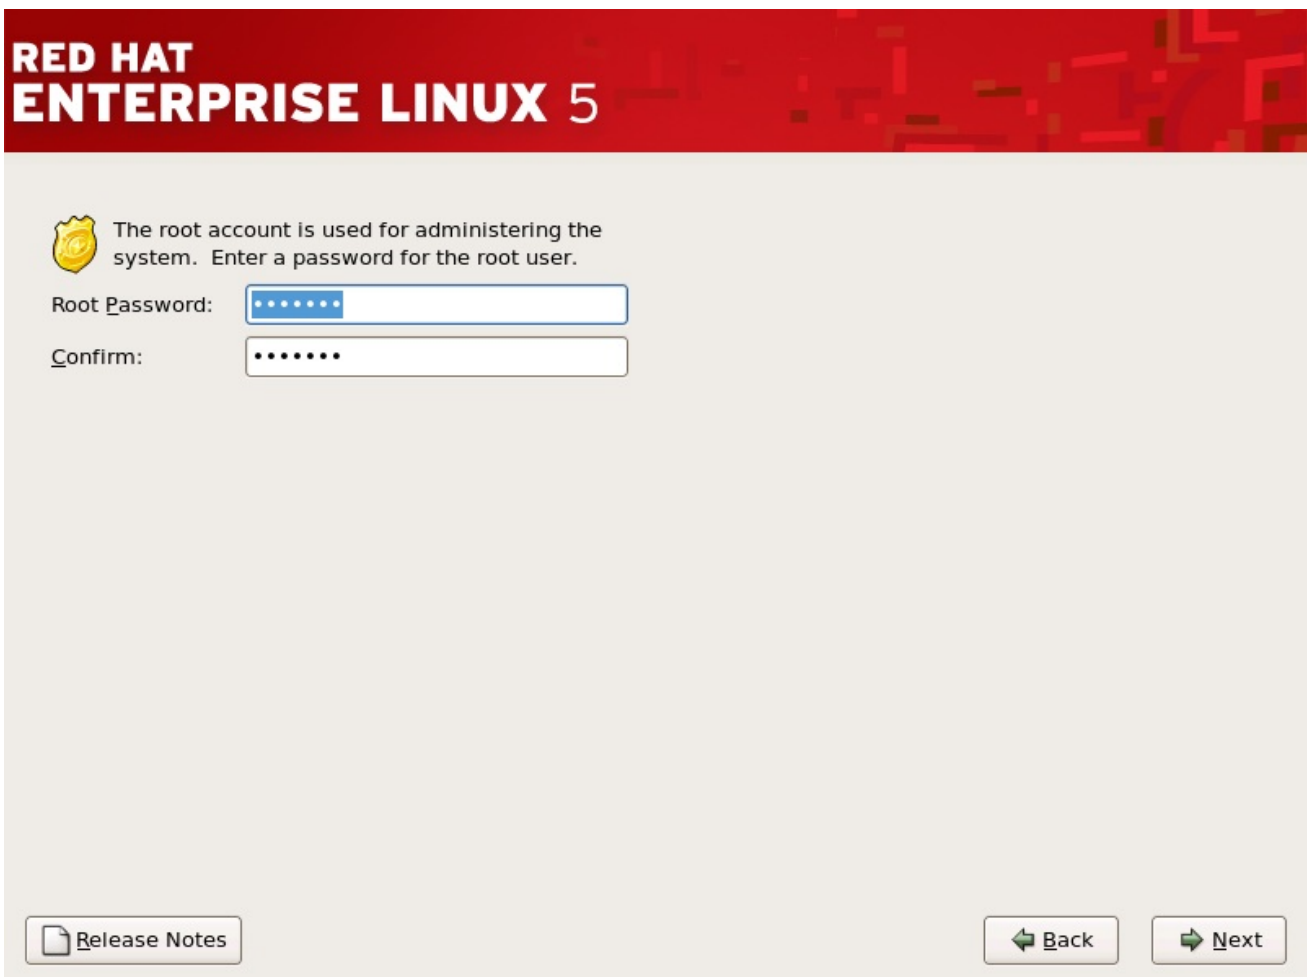 RED HAT
ENTERPRISE LINUX 5
The root account is used for administering the
system.  Enter a password for the root user.
Root Password: •••••••
Confirm: •••••••
Release Notes
Back
Next